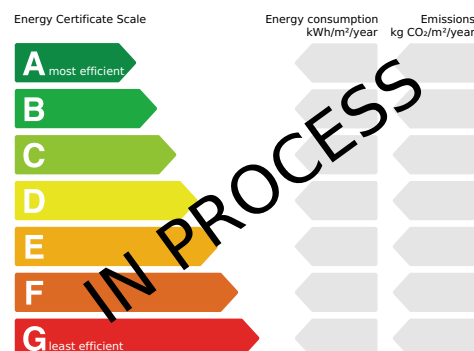 Energy Certificate Scale
Energy consumption
kWh/m²/year
Emissions
kg CO₂/m²/year
A most efficient
B
C
D
E
F
G least efficient
IN PROCESS